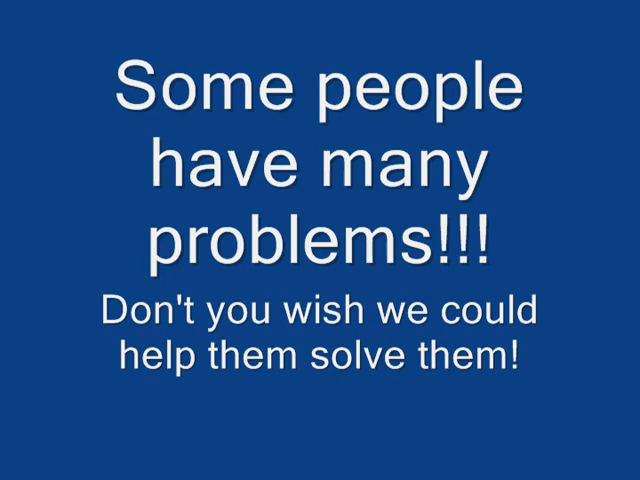 Some people
have many
problems!!!
Don't you wish we could
help them solve them!